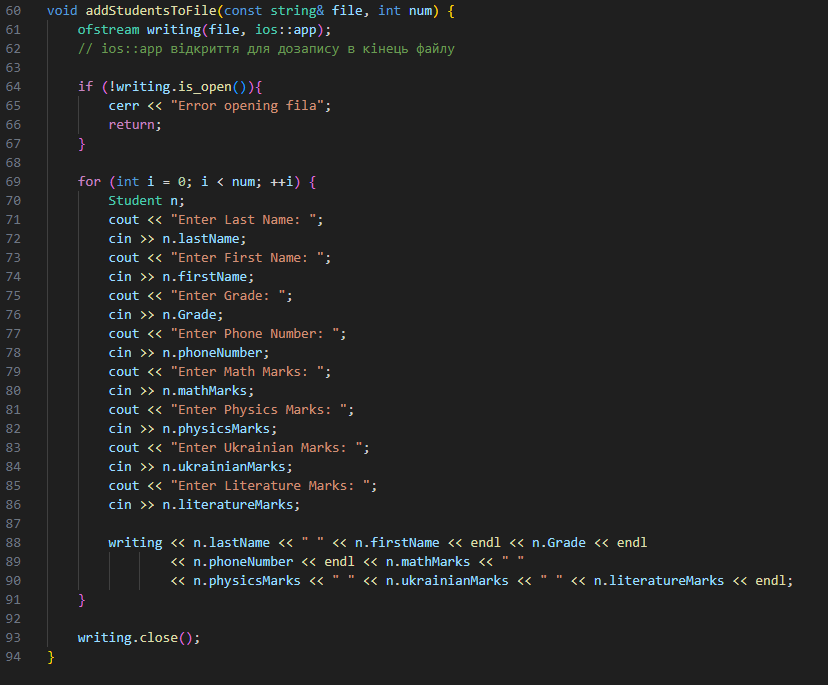 60 void addStudentsToFile(const string& file, int num) {
61     ofstream writing(file, ios::app);
62     // ios::app відкриття для дозапису в кінець файлу
63
64     if (!writing.is_open()){
65         cerr << "Error opening fila";
66         return;
67     }
68
69     for (int i = 0; i < num; ++i) {
70         Student n;
71         cout << "Enter Last Name: ";
72         cin >> n.lastName;
73         cout << "Enter First Name: ";
74         cin >> n.firstName;
75         cout << "Enter Grade: ";
76         cin >> n.Grade;
77         cout << "Enter Phone Number: ";
78         cin >> n.phoneNumber;
79         cout << "Enter Math Marks: ";
80         cin >> n.mathMarks;
81         cout << "Enter Physics Marks: ";
82         cin >> n.physicsMarks;
83         cout << "Enter Ukrainian Marks: ";
84         cin >> n.ukrainianMarks;
85         cout << "Enter Literature Marks: ";
86         cin >> n.literatureMarks;
87
88         writing << n.lastName << " " << n.firstName << endl << n.Grade << endl
89                 << n.phoneNumber << endl << n.mathMarks << " "
90                 << n.physicsMarks << " " << n.ukrainianMarks << " " << n.literatureMarks << endl;
91     }
92
93     writing.close();
94 }